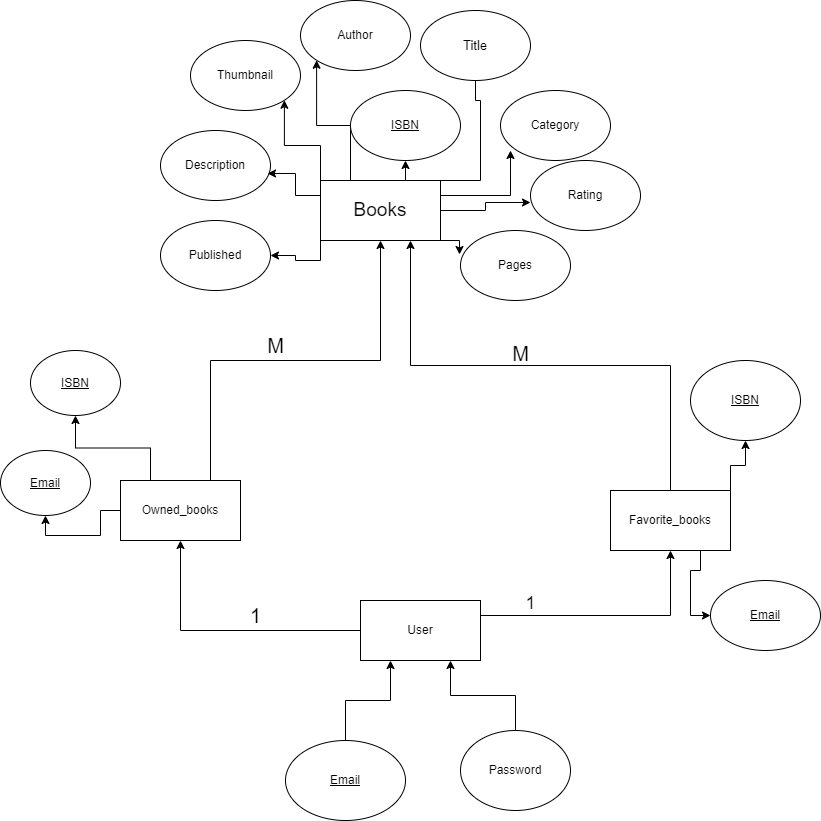 Author
Title
Thumbnail
ISBN
Category
Description
Rating
Books
Published
Pages
M
M
ISBN
ISBN
Email
Owned_books
Favorite_books
1
1
User
Email
Email
Password